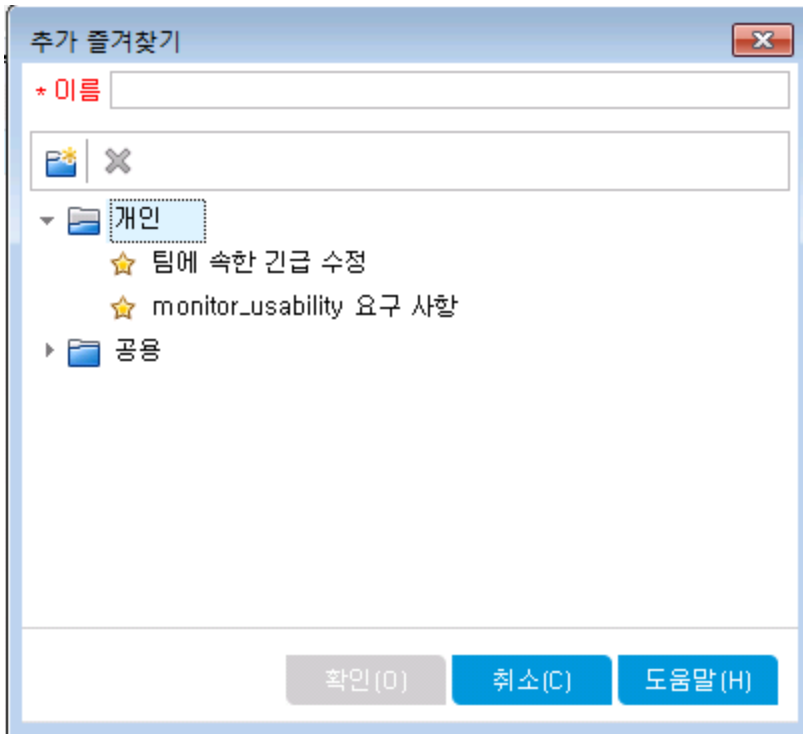 추가 즐겨찾기
* 이름
개인
팀에 속한 긴급 수정
monitor_usability 요구 사항
공용
확인(O) 취소(C) 도움말(H)